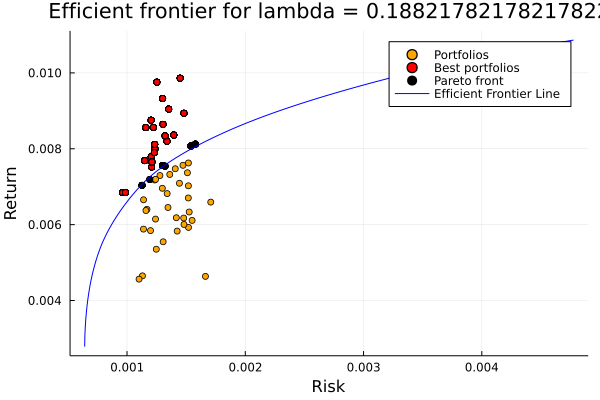 Efficient frontier for lambda = 0.18821782178217822
Portfolios
Best portfolios
Pareto front
Efficient Frontier Line
Return
0.010
0.008
0.006
0.004
0.001
0.002
0.003
0.004
Risk